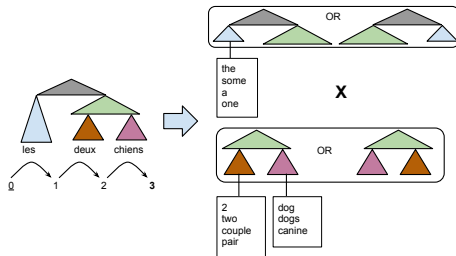 OR
the
some
a
one
X
les deux chiens
0 1 2 3
OR
2
two
couple
pair
dog
dogs
canine